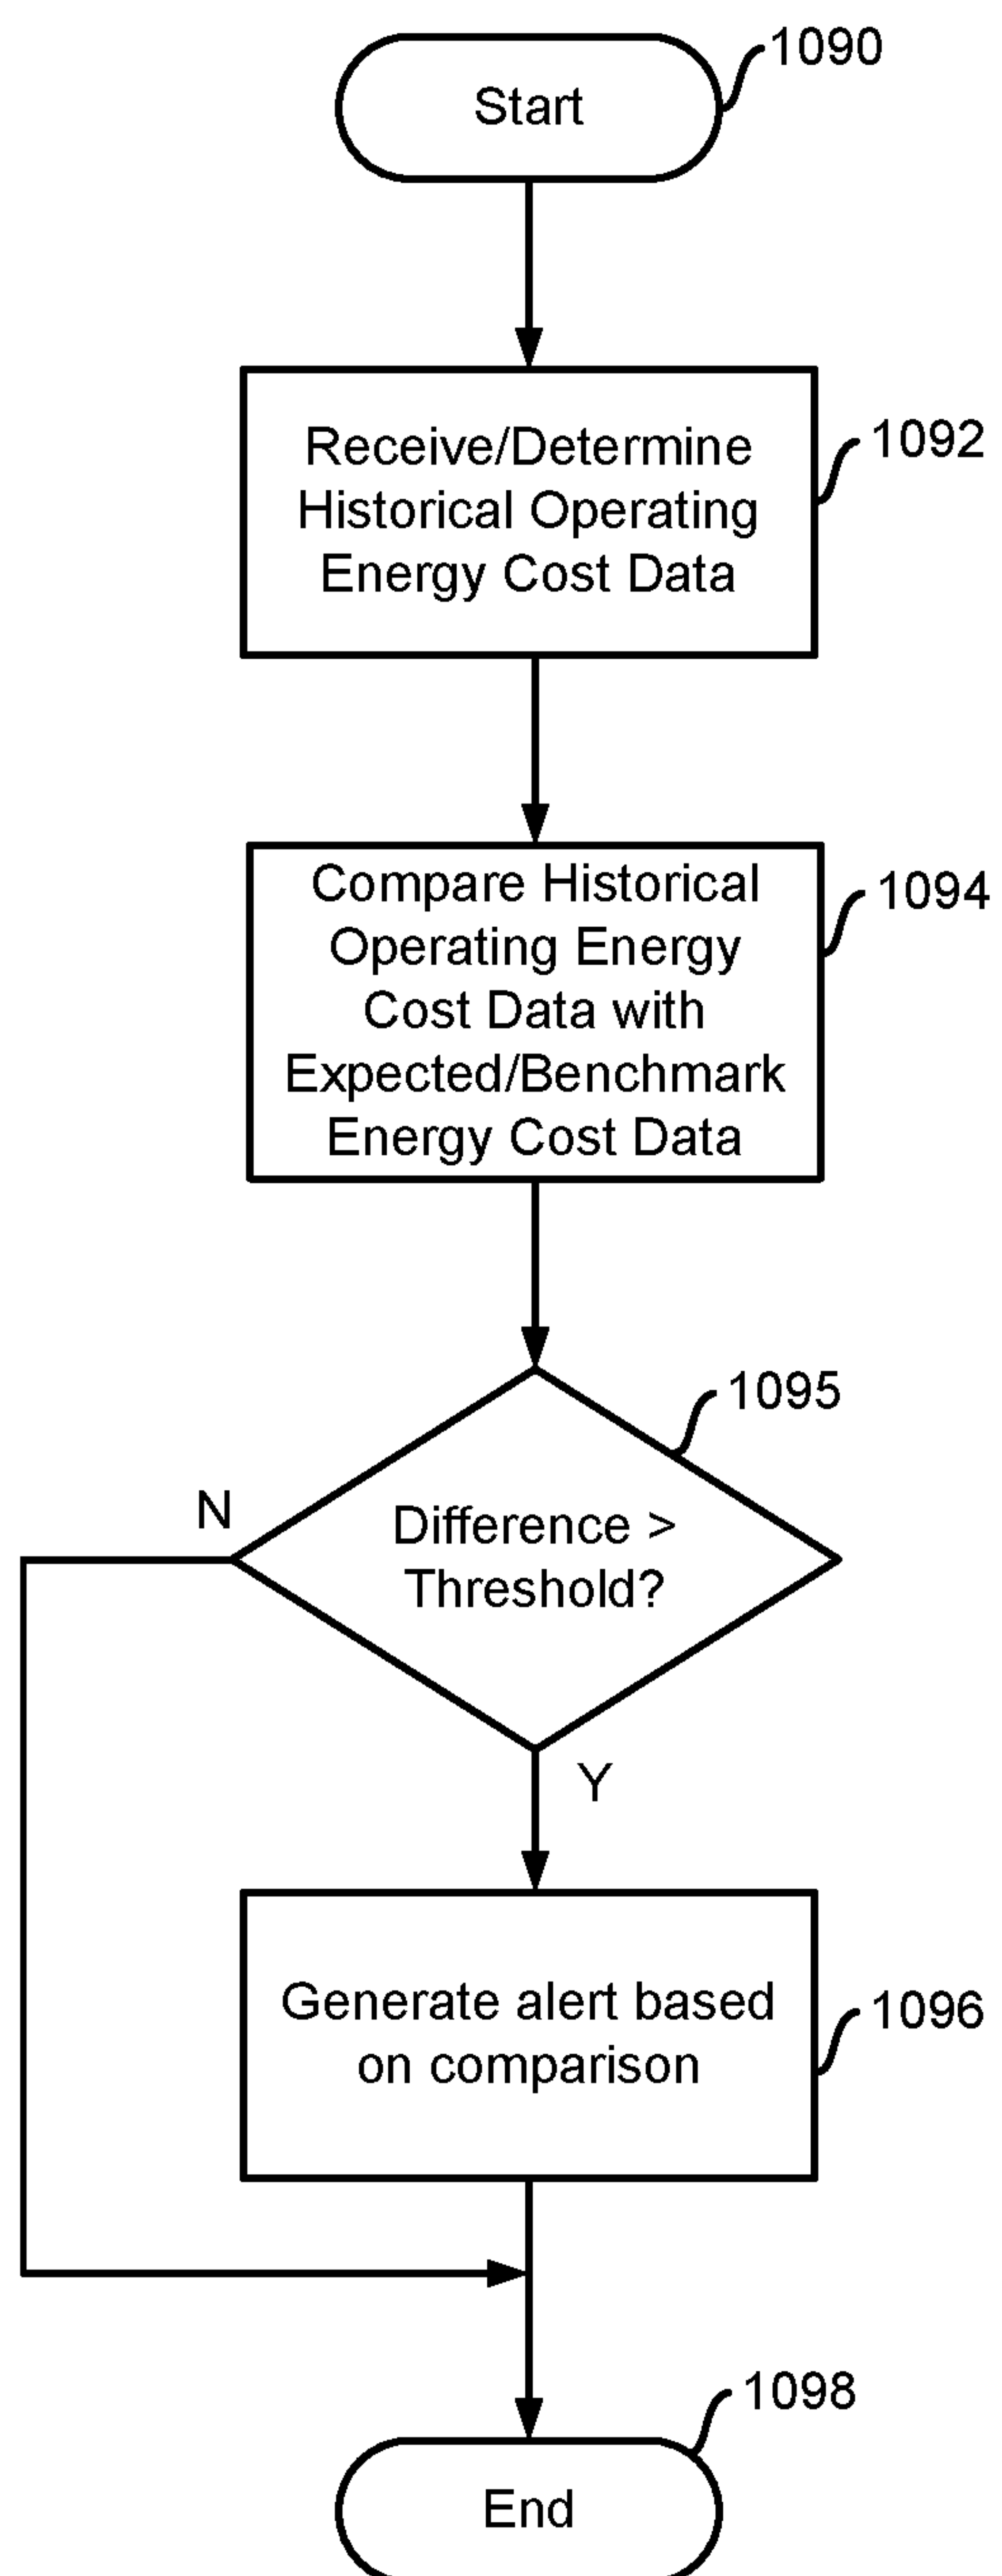 1090
Start
1092
Receive/Determine
Historical Operating
Energy Cost Data
1094
Compare Historical
Operating Energy
Cost Data with
Expected/Benchmark
Energy Cost Data
1095
N
Difference >
Threshold?
Y
Generate alert based
on comparison
1096
1098
End